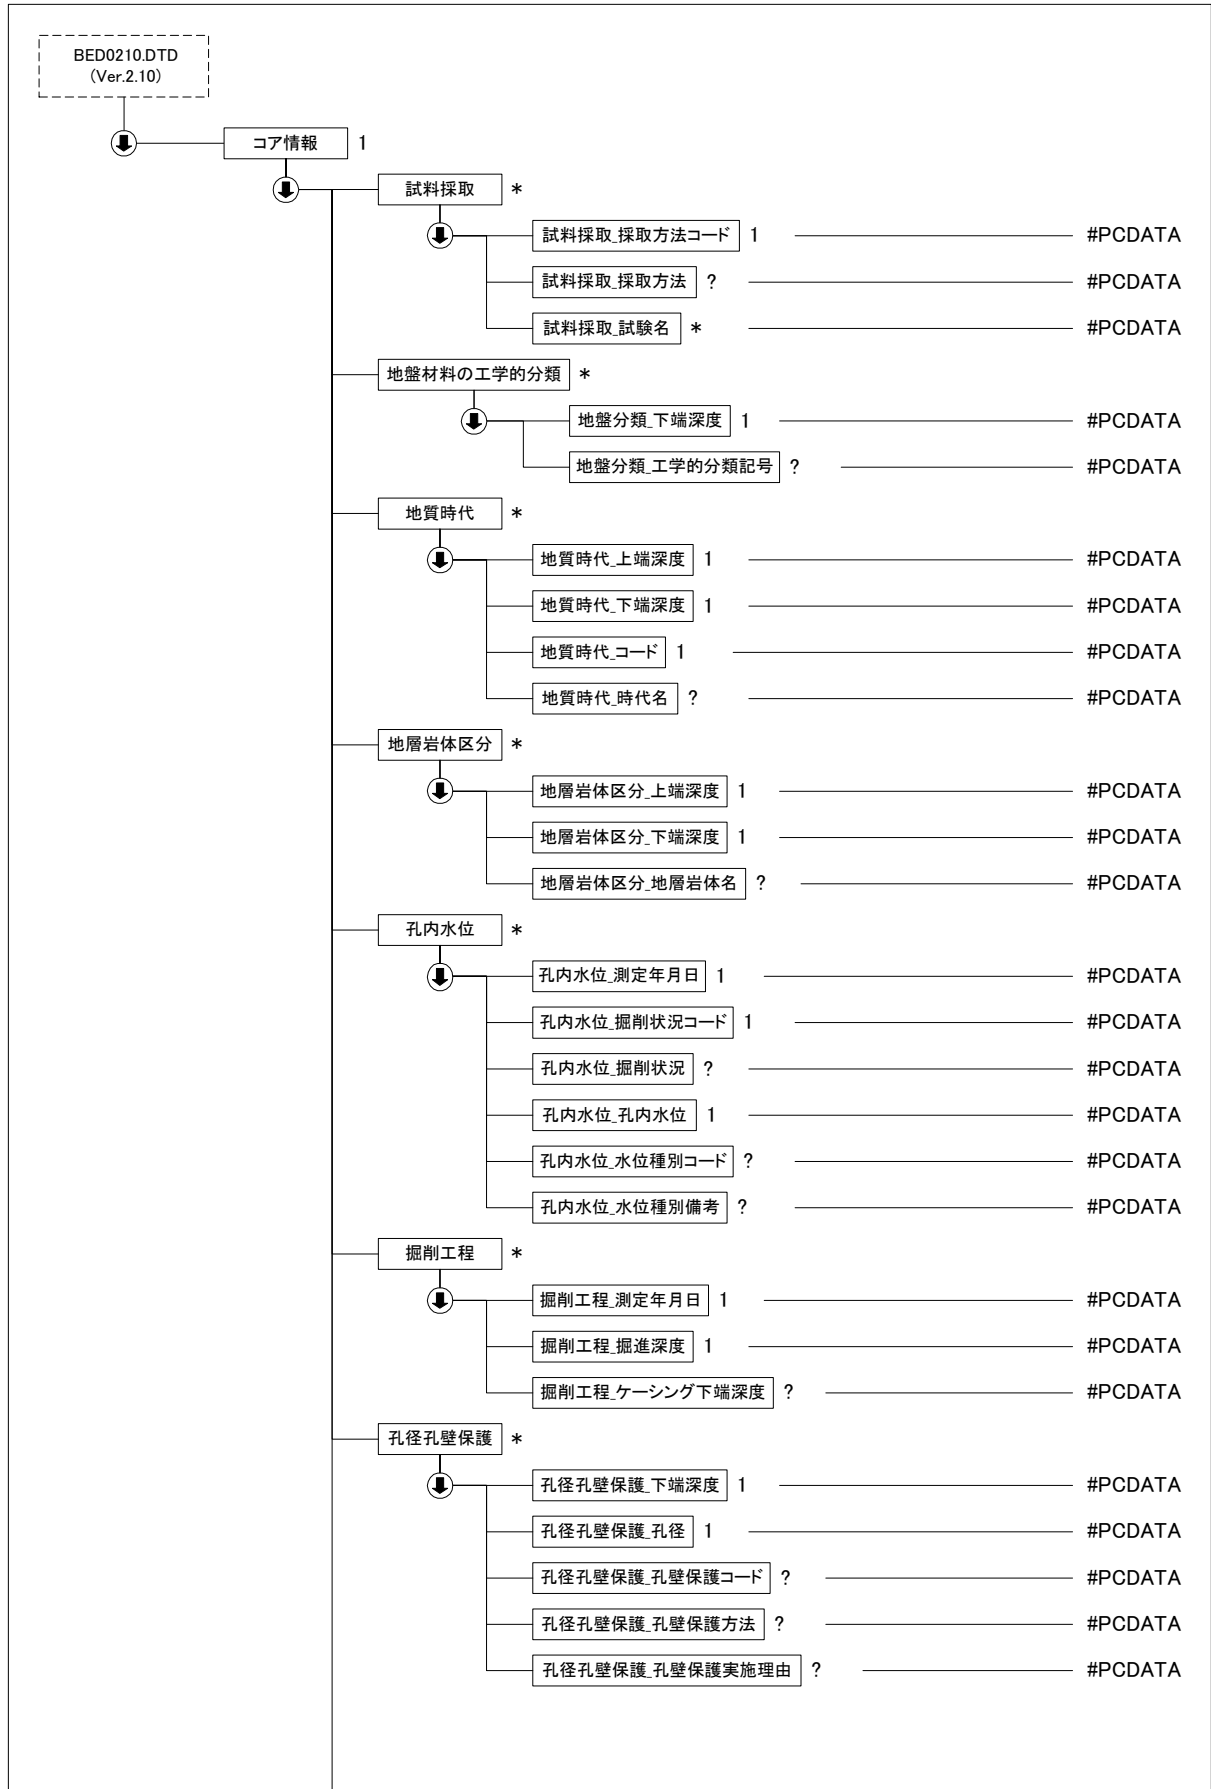 BED0210.DTD
(Ver.2.10)
コア情報 1
試料採取 *
試料採取_採取方法コード 1 #PCDATA
試料採取_採取方法 ? #PCDATA
試料採取_試験名 * #PCDATA
地盤材料の工学的分類 *
地盤分類_下端深度 1 #PCDATA
地盤分類_工学的分類記号 ? #PCDATA
地質時代 *
地質時代_上端深度 1 #PCDATA
地質時代_下端深度 1 #PCDATA
地質時代_コード 1 #PCDATA
地質時代_時代名 ? #PCDATA
地層岩体区分 *
地層岩体区分_上端深度 1 #PCDATA
地層岩体区分_下端深度 1 #PCDATA
地層岩体区分_地層岩体名 ? #PCDATA
孔内水位 *
孔内水位_測定年月日 1 #PCDATA
孔内水位_掘削状況コード 1 #PCDATA
孔内水位_掘削状況 ? #PCDATA
孔内水位_孔内水位 1 #PCDATA
孔内水位_水位種別コード ? #PCDATA
孔内水位_水位種別備考 ? #PCDATA
掘削工程 *
掘削工程_測定年月日 1 #PCDATA
掘削工程_掘進深度 1 #PCDATA
掘削工程_ケーシング下端深度 ? #PCDATA
孔径孔壁保護 *
孔径孔壁保護_下端深度 1 #PCDATA
孔径孔壁保護_孔径 1 #PCDATA
孔径孔壁保護_孔壁保護コード ? #PCDATA
孔径孔壁保護_孔壁保護方法 ? #PCDATA
孔径孔壁保護_孔壁保護実施理由 ? #PCDATA